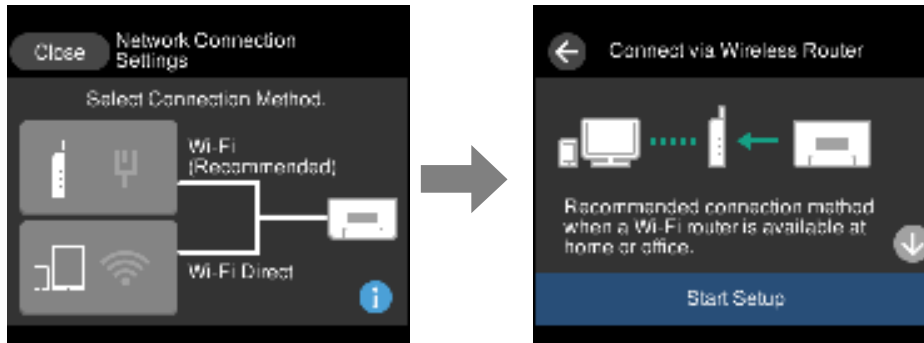 Close
Network Connection
Settings
Select Connection Method.
Wi-Fi
(Recommended)
Wi-Fi Direct
i
Connect via Wireless Router
Recommended connection method
when a Wi-Fi router is available at
home or office.
Start Setup